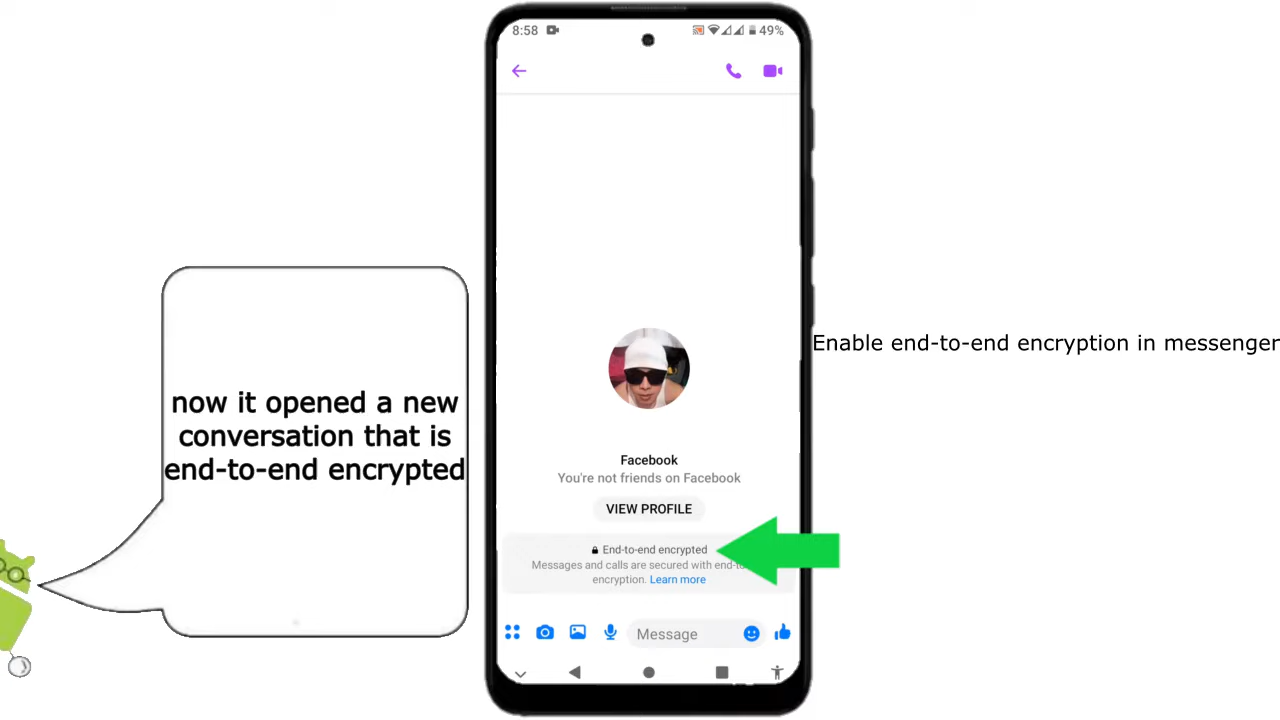 8:58
49%
now it opened a new
conversation that is
end-to-end encrypted
Enable end-to-end encryption in messenger
Facebook
You're not friends on Facebook
VIEW PROFILE
End-to-end encrypted
Messages and calls are secured with end-to
encryption. Learn more
Message